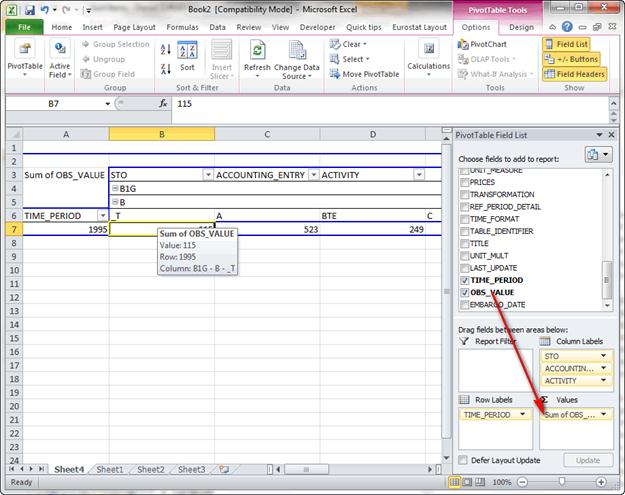 Book2 [Compatibility Mode] - Microsoft Excel
PivotTable Tools
File Home Insert Page Layout Formulas Data Review View Developer Quick tips Eurostat Layout Options Design
PivotTable
Active Field
Group Selection
Ungroup
Group Field
Group
Sort
Insert Slicer
Sort & Filter
Refresh
Change Data Source
Data
Clear
Select
Move PivotTable
Actions
Calculations
PivotChart
OLAP Tools
What-If Analysis
Tools
Field List
+/- Buttons
Field Headers
Show
B7 fx 115
A B C D E
1
2
3 Sum of OBS_VALUE STO ACCOUNTING_ENTRY ACTIVITY
4 B1G
5 B
6 TIME_PERIOD _T A BTE C
7 1995 115 523 249
8
9
10
11
12
13
14
15
16
17
18
19
20
21
22
23
24
Sum of OBS_VALUE
Value: 115
Row: 1995
Column: B1G - B - _T
PivotTable Field List
Choose fields to add to report:
UNIT_MEASURE
PRICES
TRANSFORMATION
REF_PERIOD_DETAIL
TIME_FORMAT
TABLE_IDENTIFIER
TITLE
UNIT_MULT
LAST_UPDATE
TIME_PERIOD
OBS_VALUE
EMBARGO_DATE
Drag fields between areas below:
Report Filter Column Labels
STO
ACCOUNTIN...
ACTIVITY
Row Labels Σ Values
TIME_PERIOD Sum of OBS_...
Defer Layout Update Update
Sheet4 Sheet1 Sheet2 Sheet3
Ready 100%